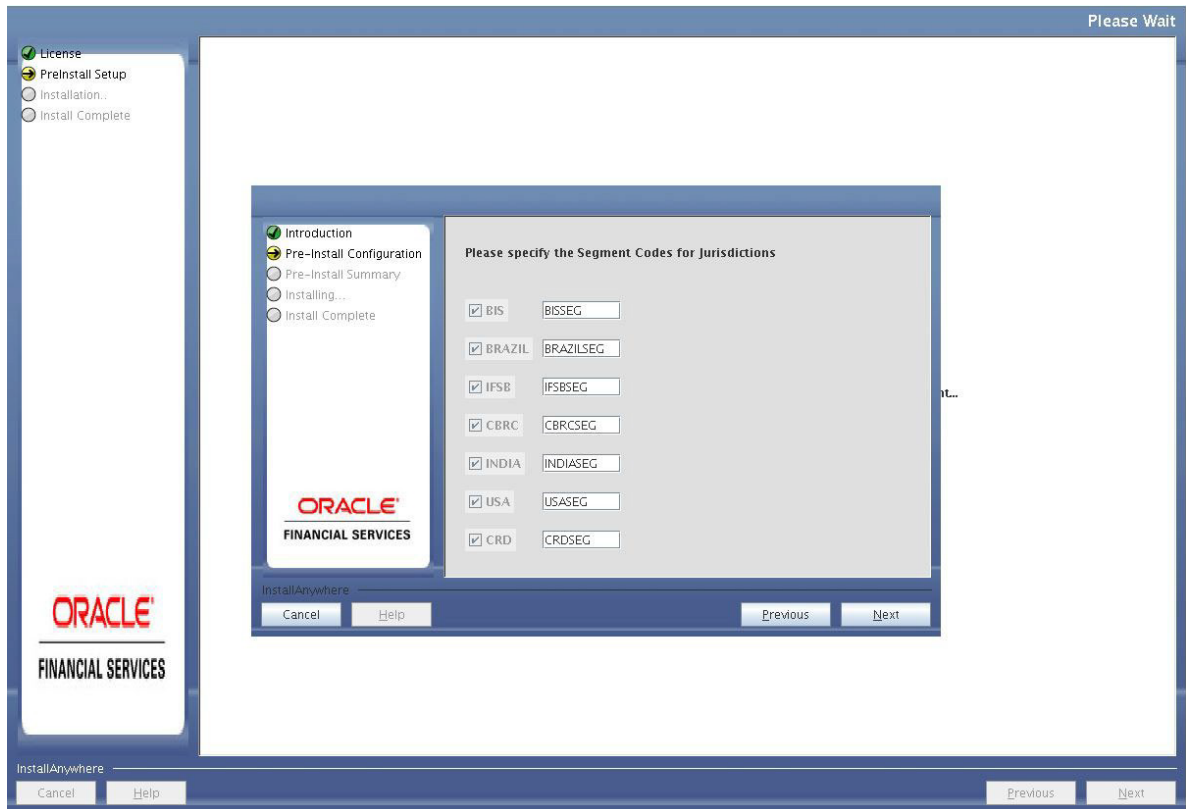 Please Wait
License
PreInstall Setup
Installation..
Install Complete
Introduction
Pre-Install Configuration
Pre-Install Summary
Installing...
Install Complete
Please specify the Segment Codes for Jurisdictions
BIS BISSEG
BRAZIL BRAZILSEG
IFSB IFSBSEG
CBRC CBRCSEG
INDIA INDIASEG
USA USASEG
CRD CRDSEG
ORACLE'
FINANCIAL SERVICES
InstallAnywhere
Cancel Help Previous Next
ORACLE'
FINANCIAL SERVICES
InstallAnywhere
Cancel Help Previous Next